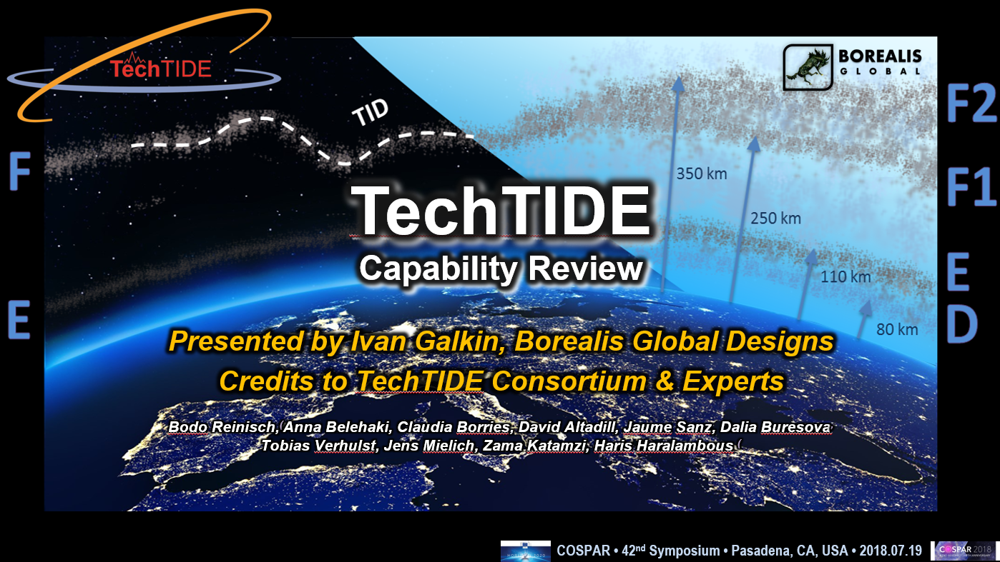 TechTIDE
BOREALIS
GLOBAL
F2
TID
F
F1
350 km
TechTIDE
250 km
Capability Review
E
110 km
E
D
80 km
Presented by Ivan Galkin, Borealis Global Designs
Credits to TechTIDE Consortium & Experts
Bodo Reinisch, Anna Belehaki, Claudia Borries, David Altadill, Jaume Sanz, Dalia Buresova
Tobias Verhulst, Jens Mielich, Zama Katamzi, Haris Haralambous (
HORIZON 2020
COSPAR • 42nd Symposium • Pasadena, CA, USA • 2018.07.19
COSPAR 2018